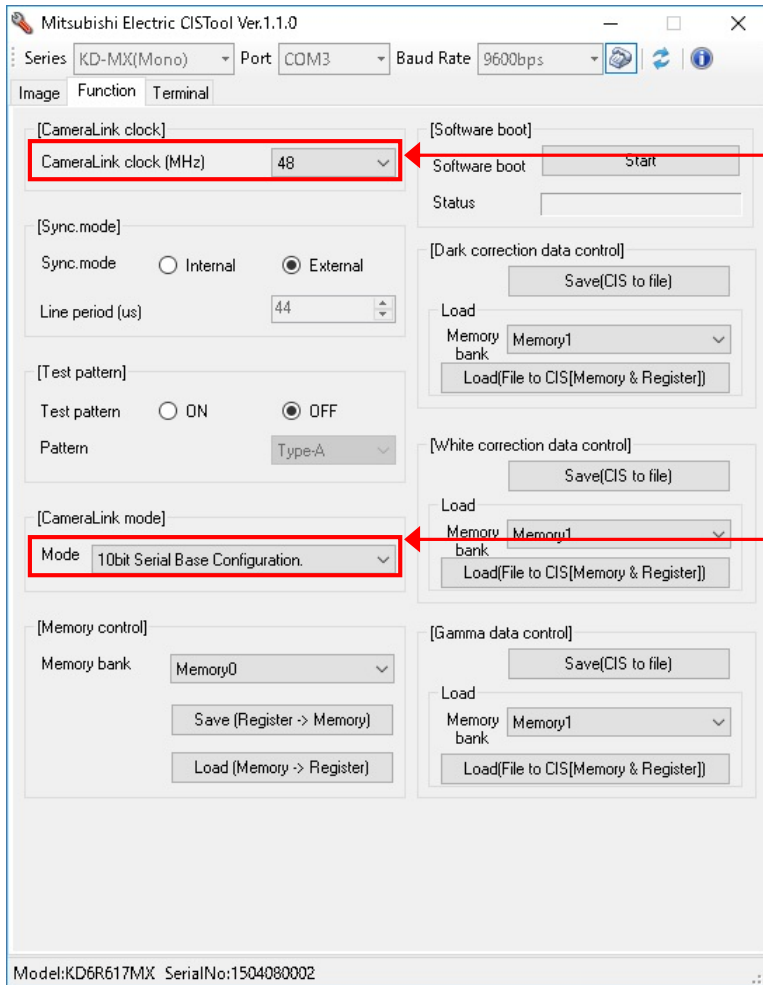 Mitsubishi Electric CISTool Ver.1.1.0
Series KD-MX(Mono) Port COM3 Baud Rate 9600bps
Image Function Terminal
[CameraLink clock]
CameraLink clock (MHz) 48
[Sync.mode]
Sync.mode Internal External
Line period (us) 44
[Test pattern]
Test pattern ON OFF
Pattern Type-A
[CameraLink mode]
Mode 10bit Serial Base Configuration.
[Memory control]
Memory bank Memory0
Save (Register -> Memory)
Load (Memory -> Register)
[Software boot]
Software boot Start
Status
[Dark correction data control]
Save(CIS to file)
Load
Memory bank Memory1
Load(File to CIS[Memory & Register])
[White correction data control]
Save(CIS to file)
Load
Memory bank Memory1
Load(File to CIS[Memory & Register])
[Gamma data control]
Save(CIS to file)
Load
Memory bank Memory1
Load(File to CIS[Memory & Register])
Model:KD6R617MX SerialNo:1504080002